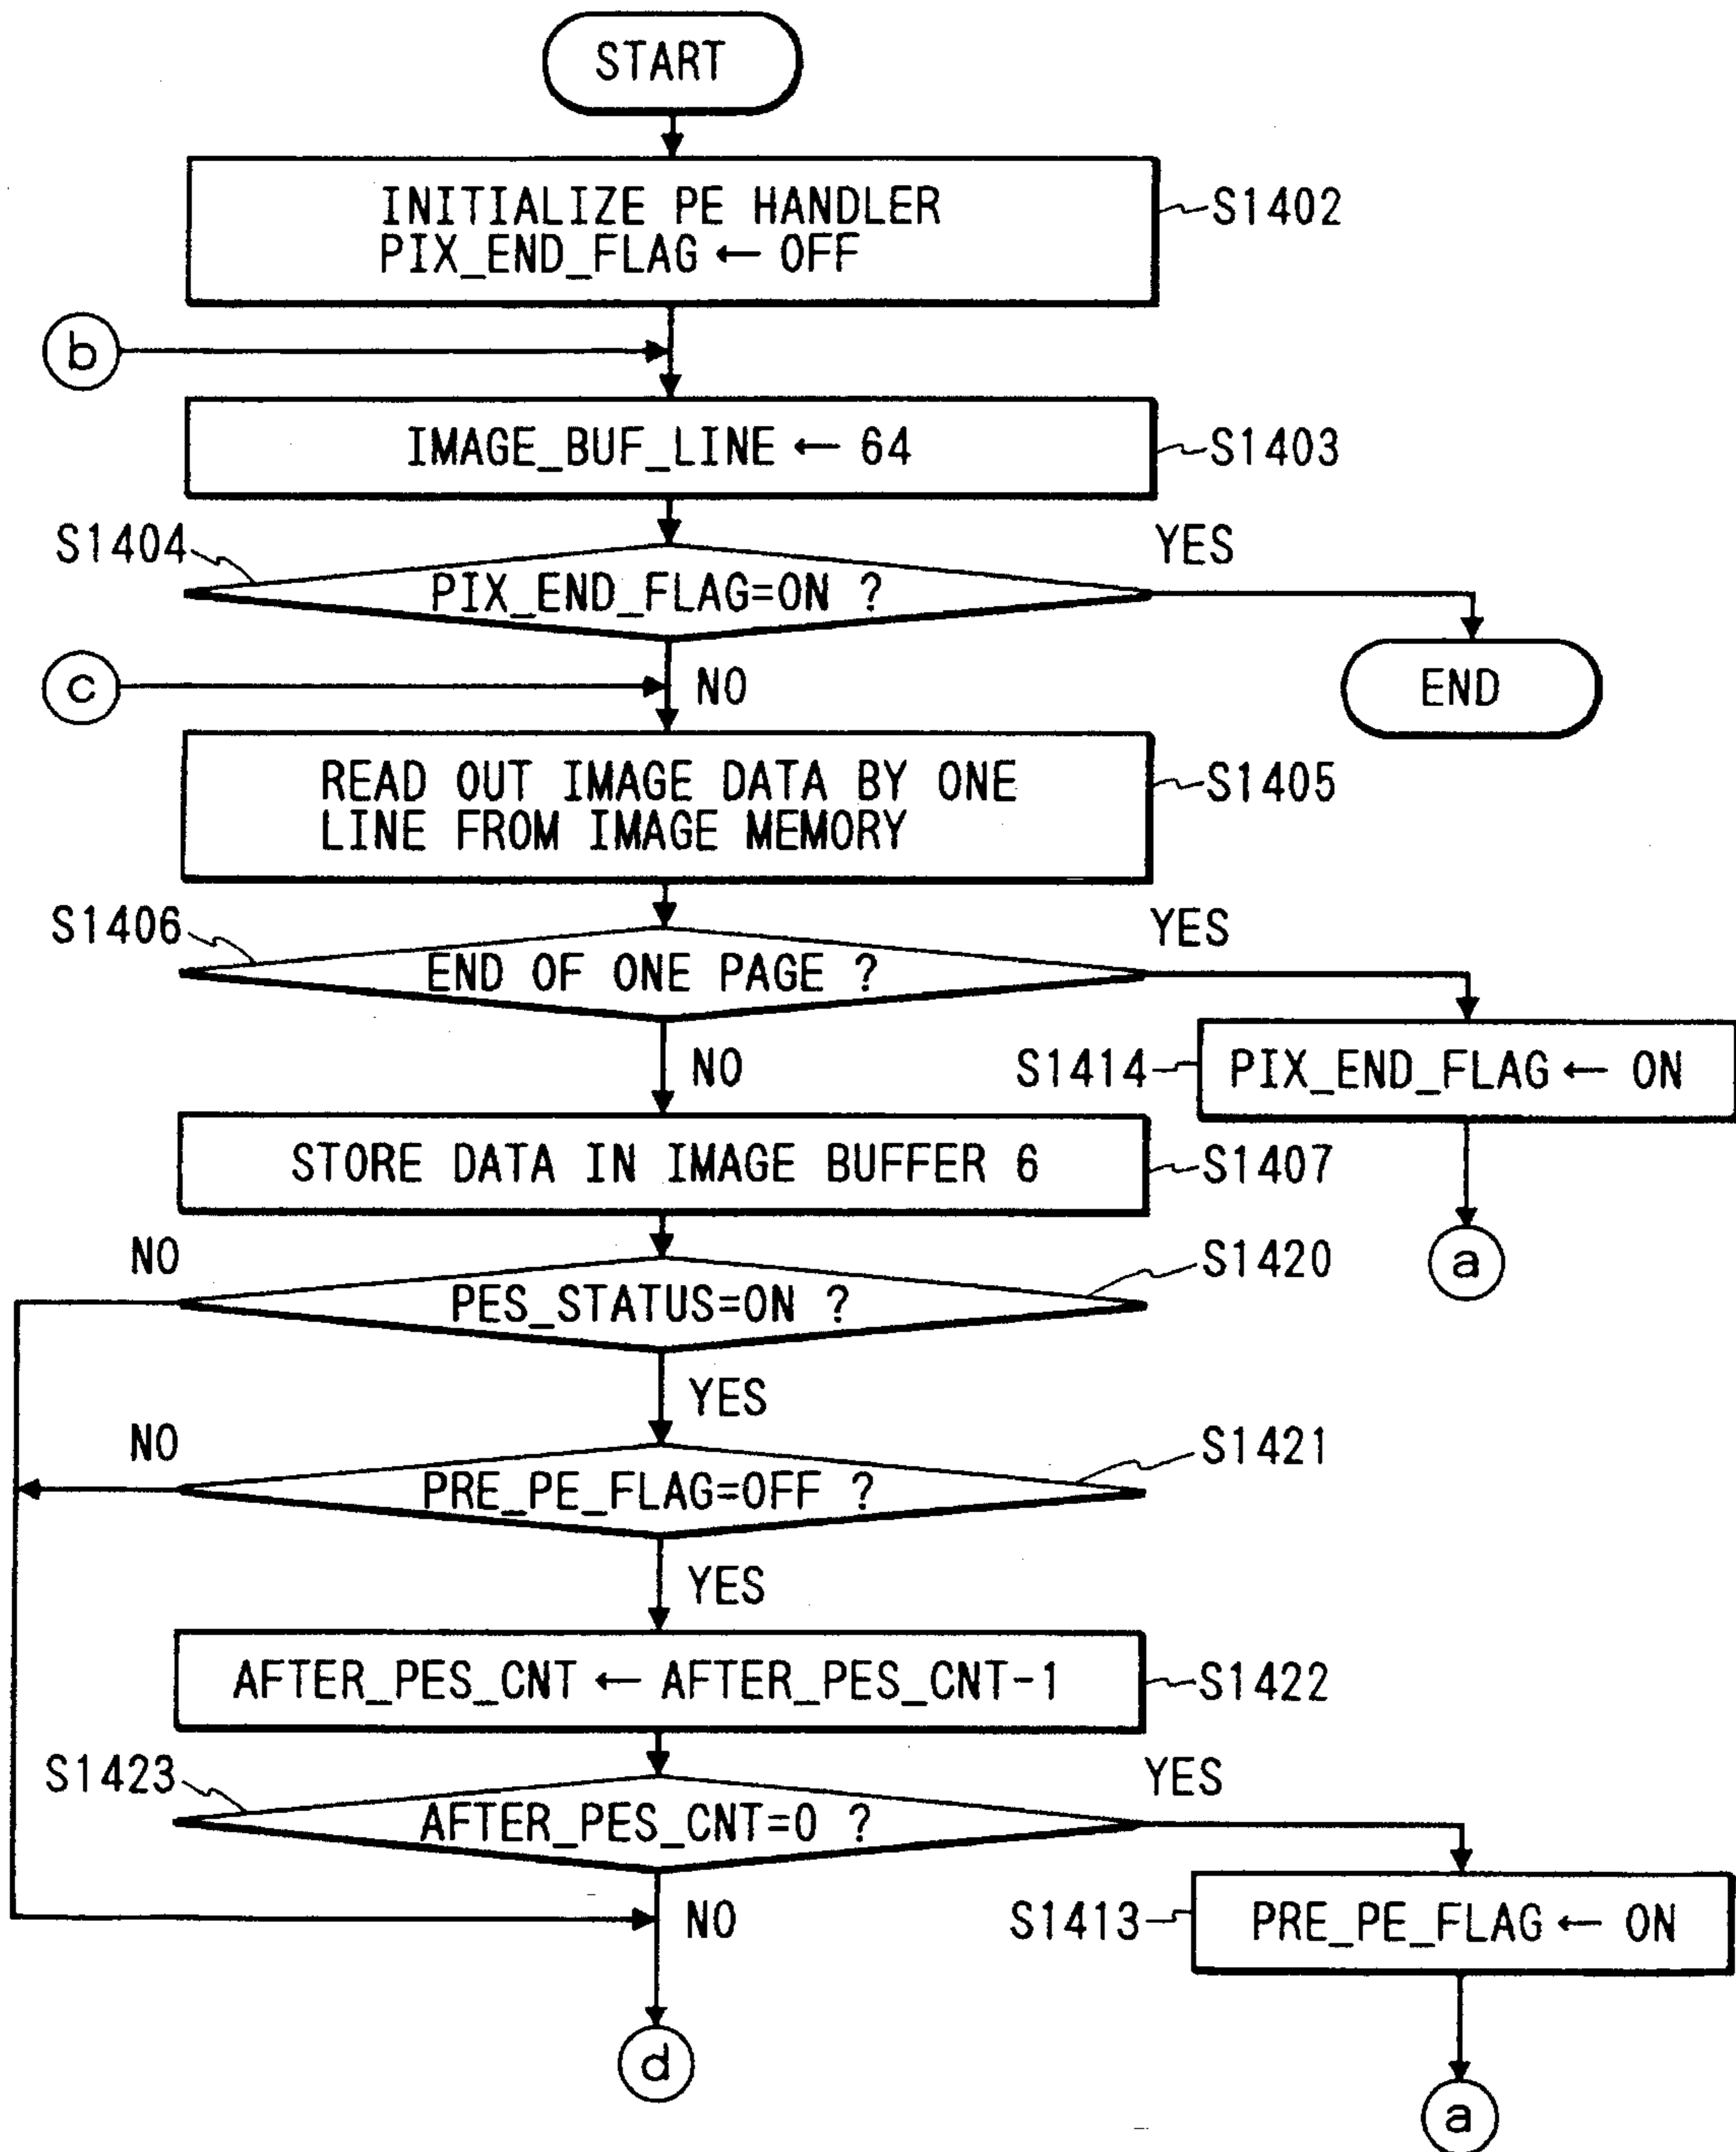 START
INITIALIZE PE HANDLER
PIX_END_FLAG ← OFF
S1402
b
IMAGE_BUF_LINE ← 64
S1403
S1404
PIX_END_FLAG=ON ?
YES
END
c
NO
READ OUT IMAGE DATA BY ONE
LINE FROM IMAGE MEMORY
S1405
S1406
END OF ONE PAGE ?
YES
NO
S1414
PIX_END_FLAG ← ON
a
STORE DATA IN IMAGE BUFFER 6
S1407
NO
PES_STATUS=ON ?
S1420
YES
NO
PRE_PE_FLAG=OFF ?
S1421
YES
AFTER_PES_CNT ← AFTER_PES_CNT-1
S1422
S1423
AFTER_PES_CNT=0 ?
YES
NO
S1413
PRE_PE_FLAG ← ON
d
a